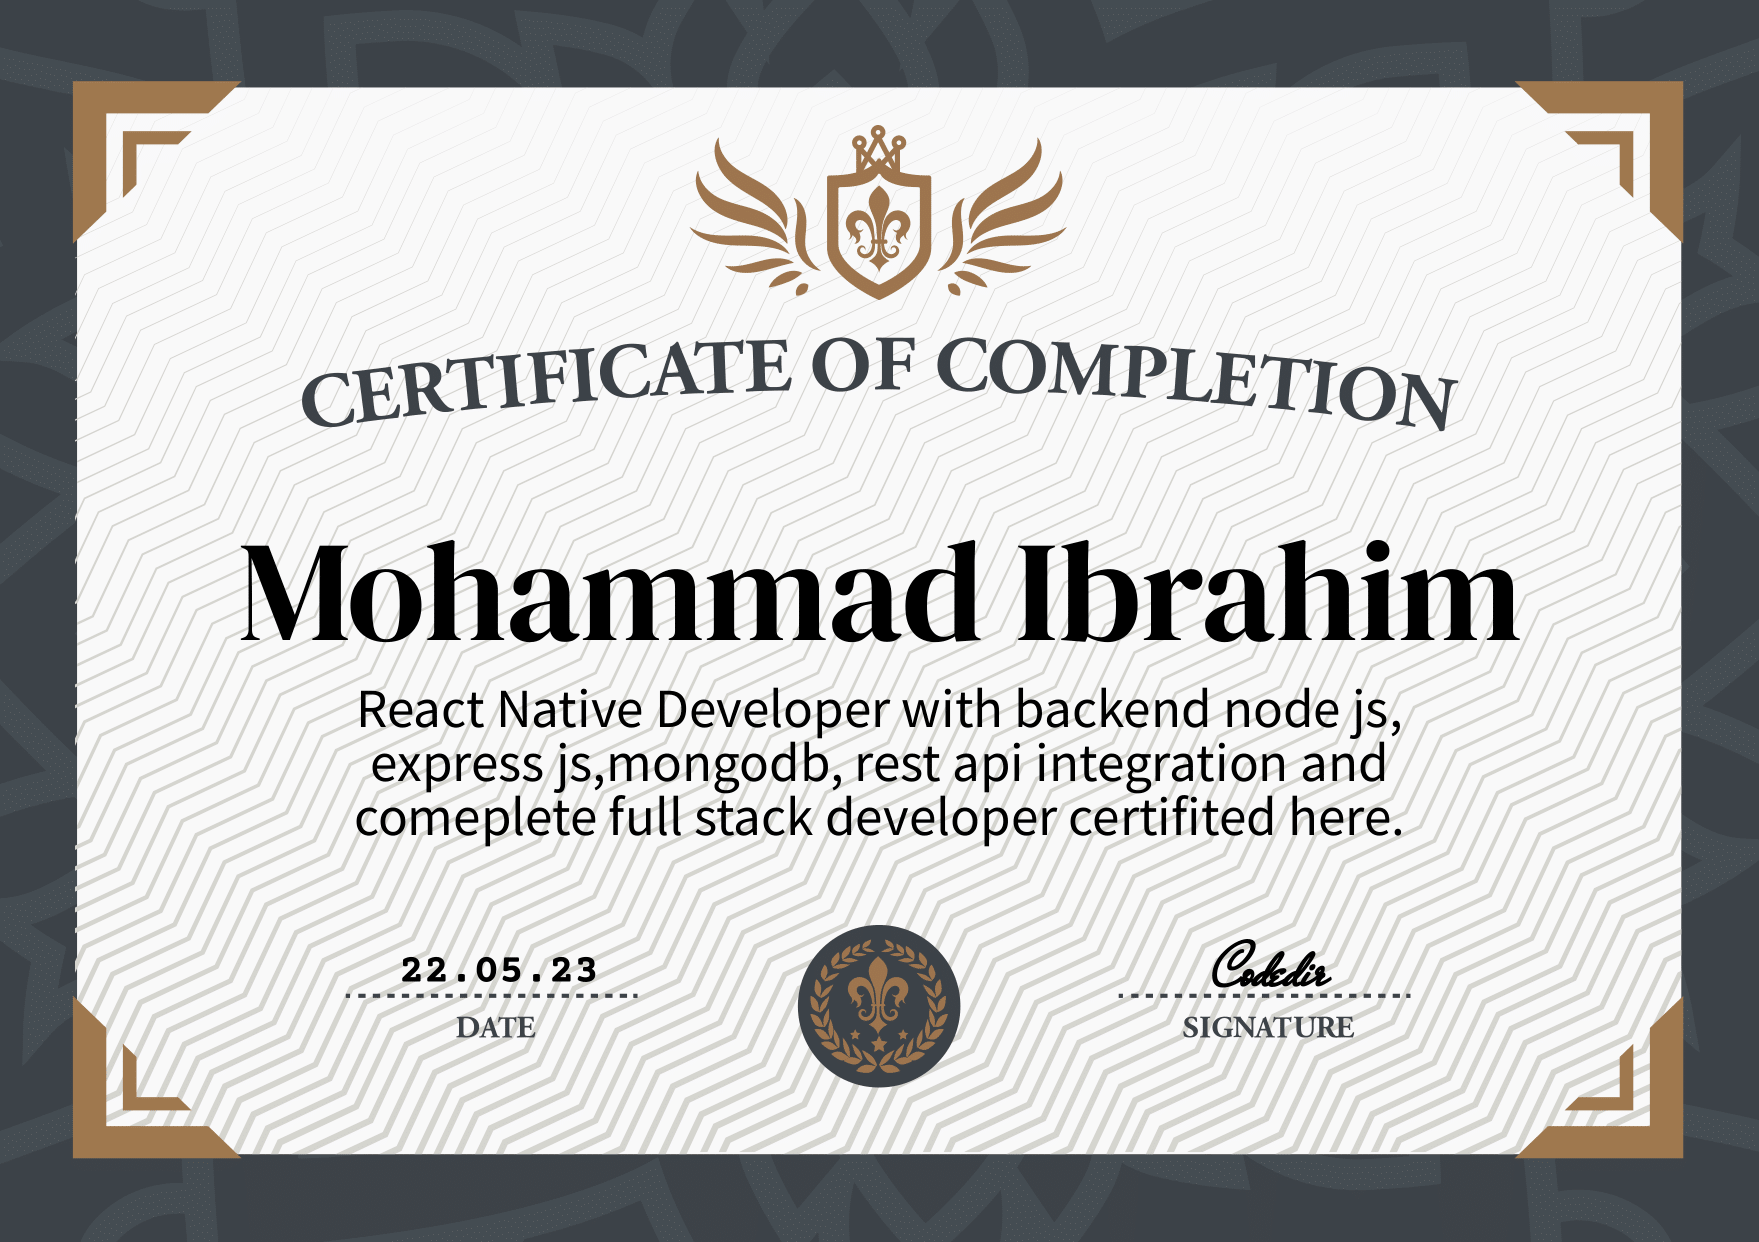 CERTIFICATE OF COMPLETION
Mohammad Ibrahim
React Native Developer with backend node js,
express js,mongodb, rest api integration and
comeplete full stack developer certifited here.
22.05.23
DATE
Codedir
SIGNATURE